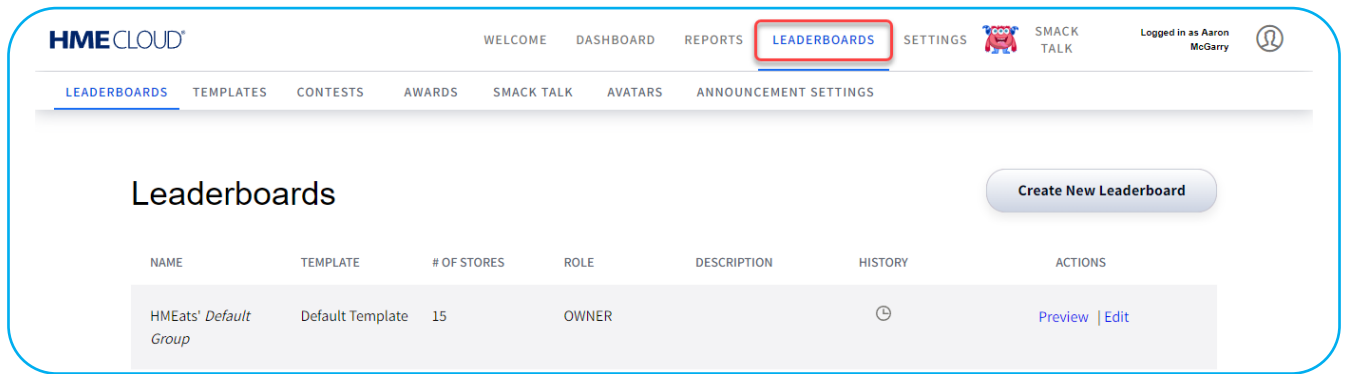 HME CLOUD®
WELCOME DASHBOARD REPORTS LEADERBOARDS SETTINGS SMACK TALK Logged in as Aaron McGarry
LEADERBOARDS TEMPLATES CONTESTS AWARDS SMACK TALK AVATARS ANNOUNCEMENT SETTINGS
Leaderboards
Create New Leaderboard
NAME TEMPLATE # OF STORES ROLE DESCRIPTION HISTORY ACTIONS
HMEats' Default Group Default Template 15 OWNER Preview | Edit